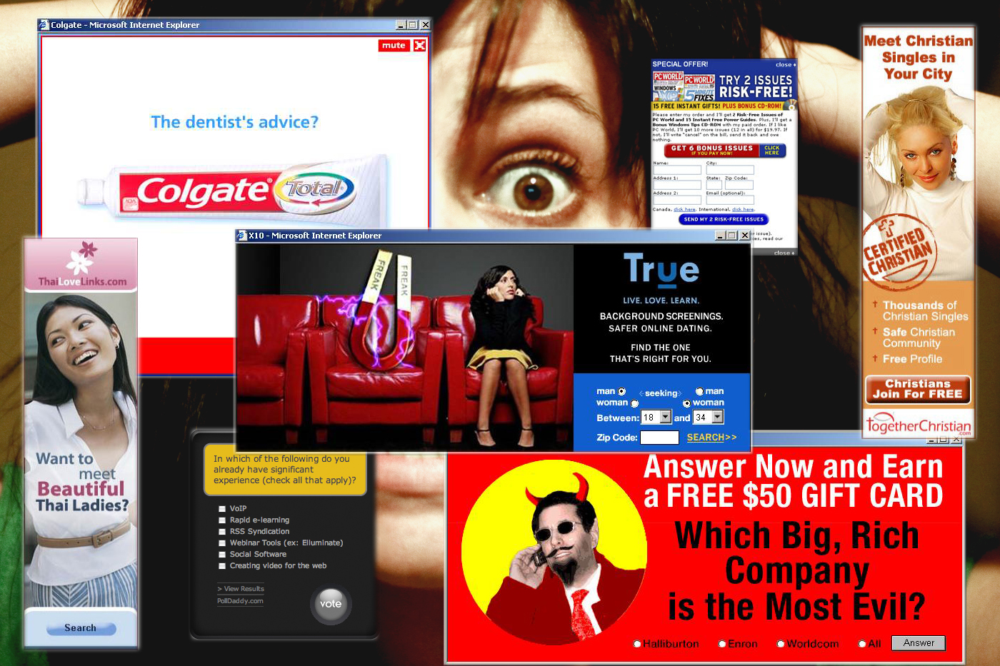 Colgate - Microsoft Internet Explorer
mute
The dentist's advice?
Colgate®
Total
SPECIAL OFFER!
close
PC WORLD
PC WORLD
WINDOWS
XP
5 MINUTE
FIXES
TRY 2 ISSUES
RISK-FREE!
15 FREE INSTANT GIFTS! PLUS BONUS CD-ROM!
Please enter my order and I'll get 2 Risk-Free Issues of
PC World and 15 Instant Free Power Guides. Plus, I'll get a
Bonus Windows Tips CD-ROM with my paid order. If I like
PC World, I'll get 10 more issues (12 in all) for $19.97. If
not, I'll write "cancel" on the bill, send it back and owe
nothing.
GET 6 BONUS ISSUES
IF YOU PAY NOW!
CLICK
HERE
Name:
City:
Address 1:
State:
Zip Code:
Address 2:
Email (optional):
Canada, click here. International, click here.
SEND MY 2 RISK-FREE ISSUES
issue).
read our
close
Meet Christian
Singles in
Your City
CERTIFIED
CHRISTIAN
Thousands of
Christian Singles
Safe Christian
Community
Free Profile
Christians
Join For FREE
TogetherChristian
.com
X10 - Microsoft Internet Explorer
FREAK
FREAK
True
LIVE. LOVE. LEARN.
BACKGROUND SCREENINGS.
SAFER ONLINE DATING.
FIND THE ONE
THAT'S RIGHT FOR YOU.
man
seeking
man
woman
woman
Between: 18 and 34
Zip Code:
SEARCH>>
ThaiLoveLinks.com
Want to
meet
Beautiful
Thai Ladies?
Search
In which of the following do you
already have significant
experience (check all that apply)?
VoIP
Rapid e-learning
RSS Syndication
Webinar Tools (ex: Elluminate)
Social Software
Creating video for the web
> View Results
PollDaddy.com
vote
Answer Now and Earn
a FREE $50 GIFT CARD
Which Big, Rich
Company
is the Most Evil?
Halliburton
Enron
Worldcom
All
Answer